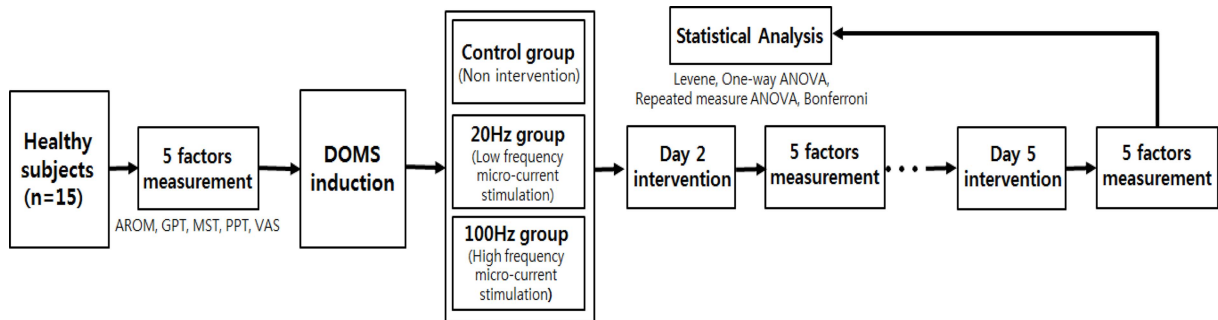 Healthy
subjects
(n=15)
5 factors
measurement
AROM, GPT, MST, PPT, VAS
DOMS
induction
Control group
(Non intervention)
20Hz group
(Low frequency
micro-current
stimulation)
100Hz group
(High frequency
micro-current
stimulation)
Day 2
intervention
5 factors
measurement
Day 5
intervention
5 factors
measurement
Statistical Analysis
Levene, One-way ANOVA,
Repeated measure ANOVA, Bonferroni